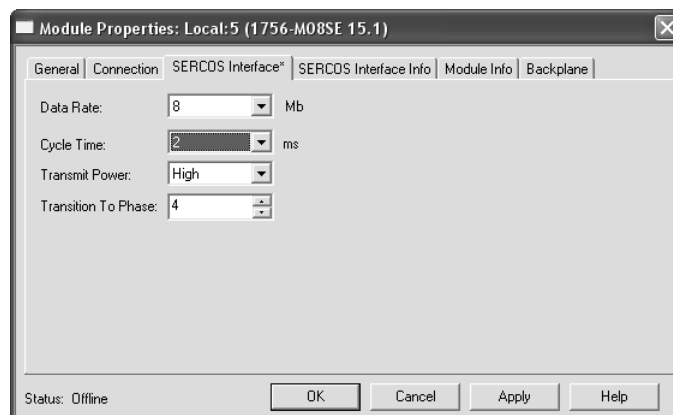 Module Properties: Local:5 (1756-M08SE 15.1)
General Connection SERCOS Interface* SERCOS Interface Info Module Info Backplane
Data Rate: 8 Mb
Cycle Time: 2 ms
Transmit Power: High
Transition To Phase: 4
Status: Offline OK Cancel Apply Help